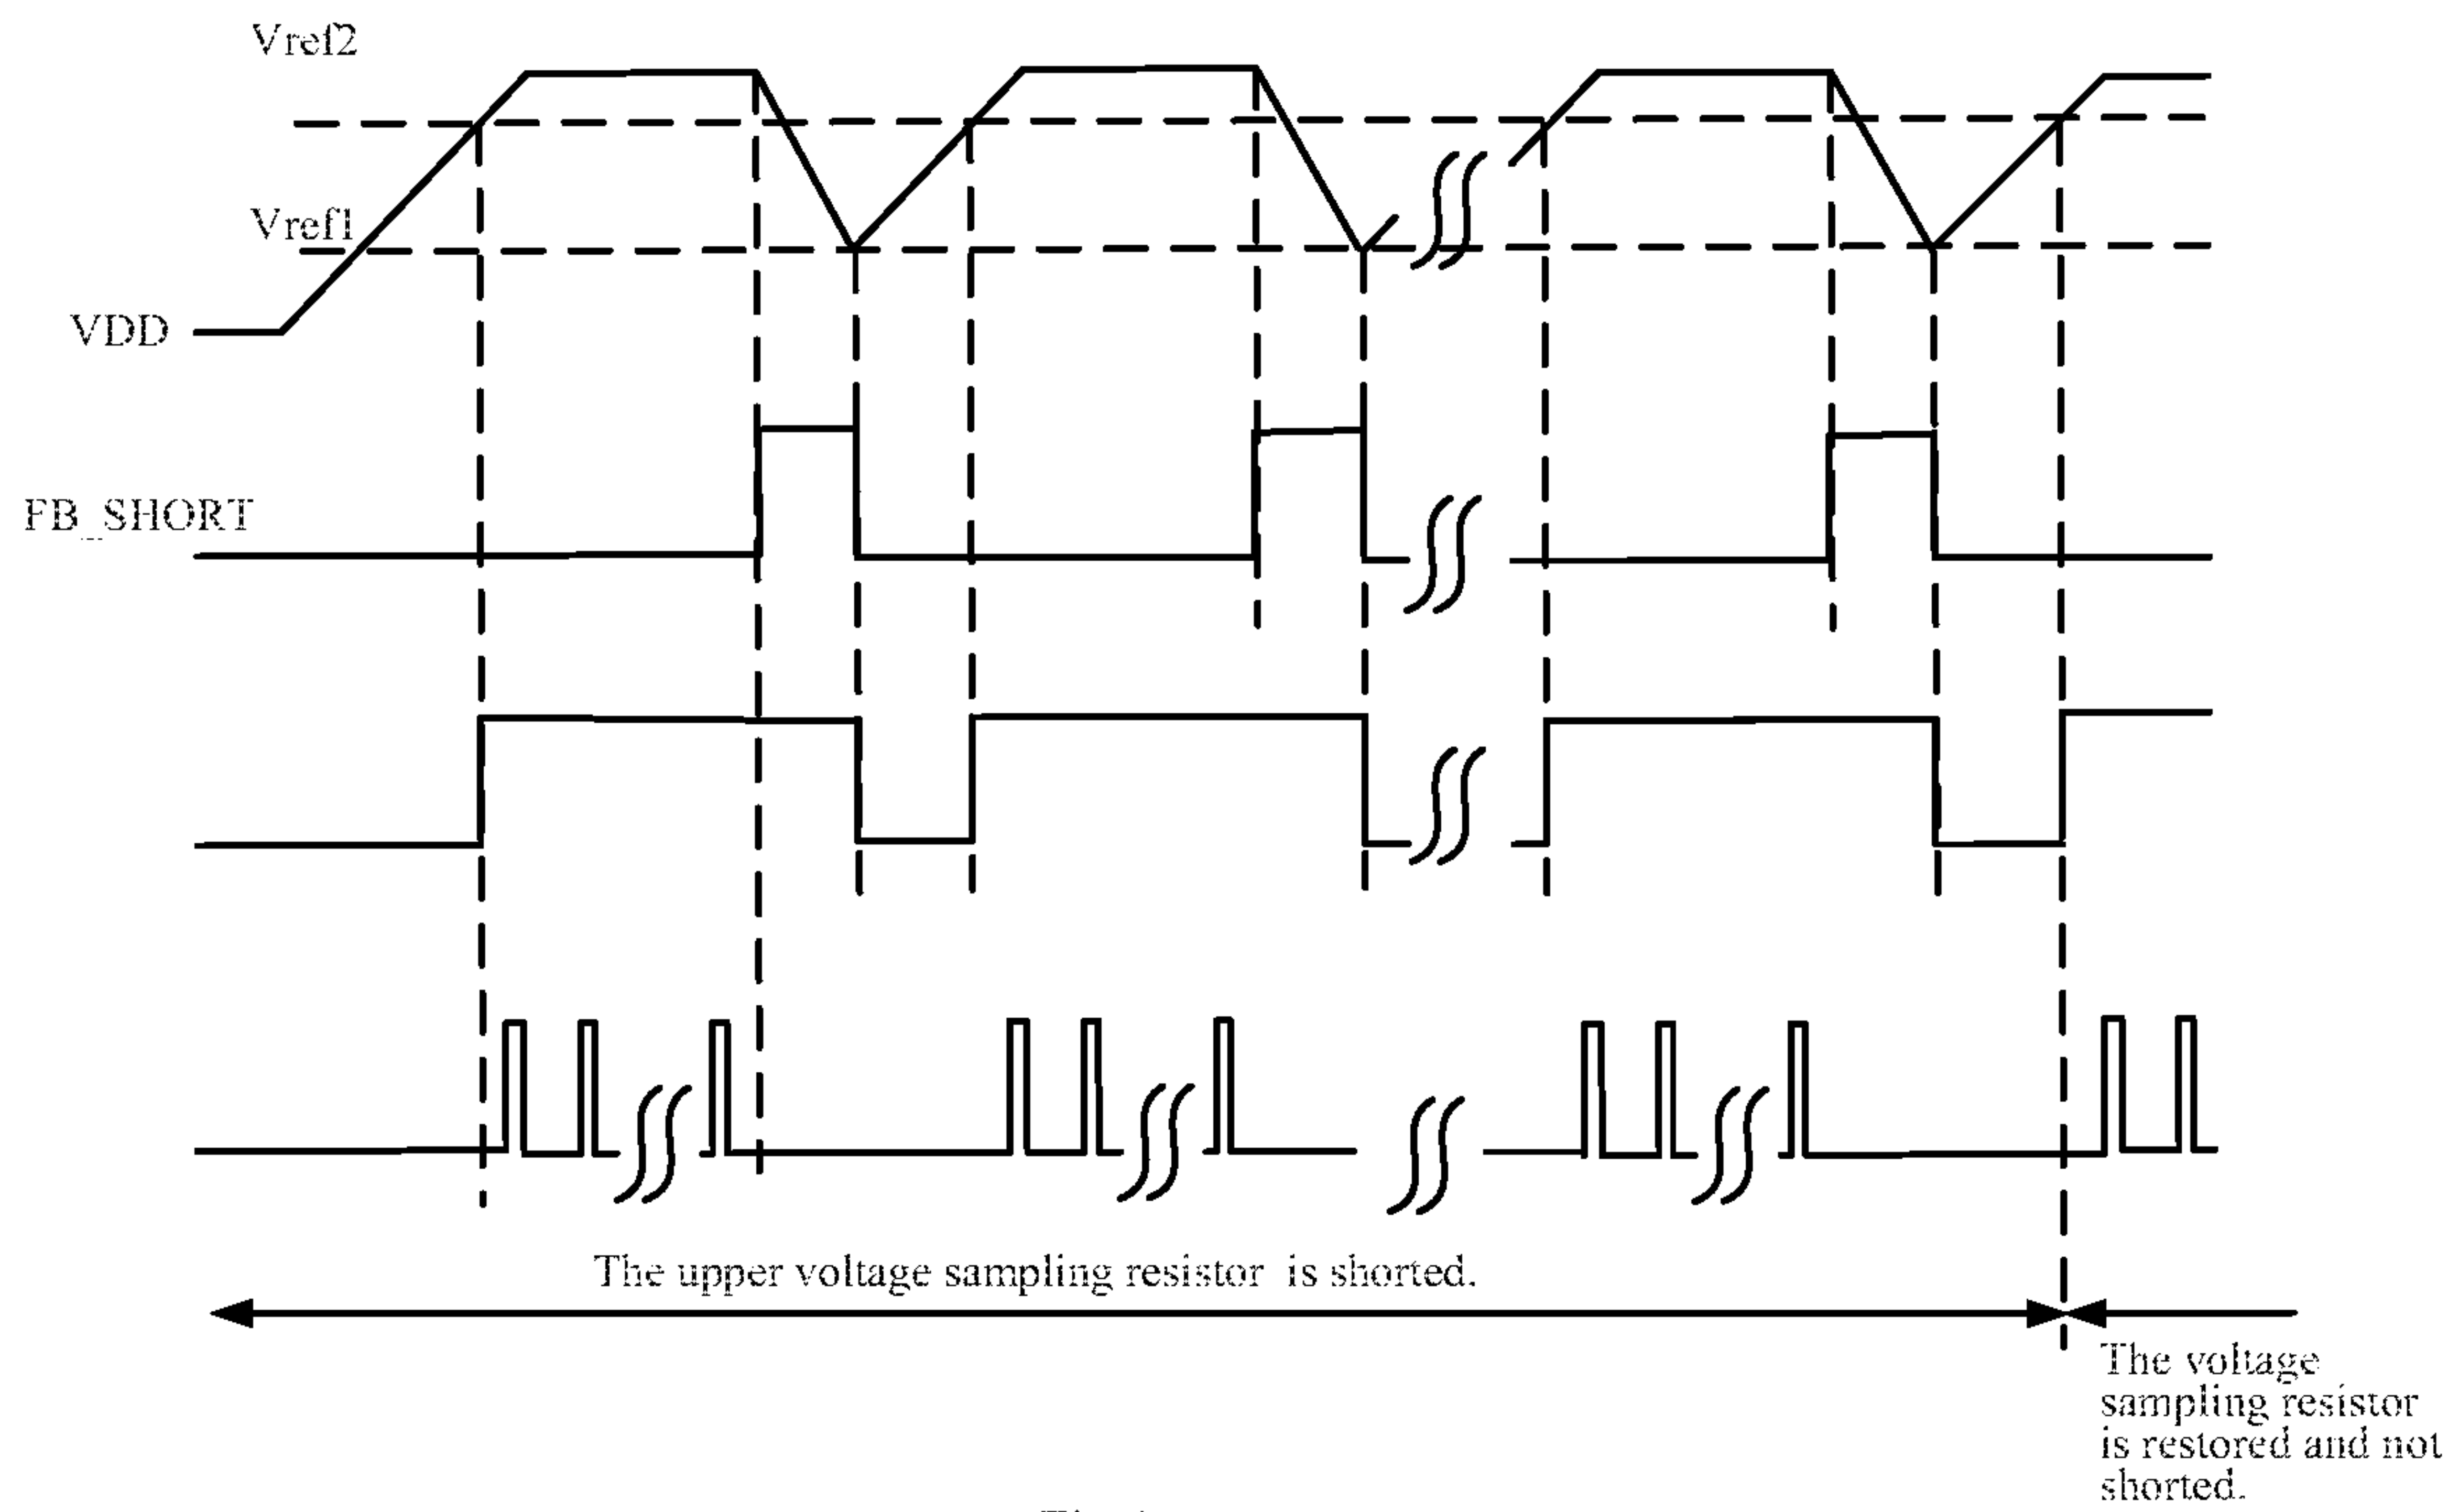 Vref2
Vref1
VDD
FB_SHORT
The upper voltage sampling resistor is shorted.
The voltage
sampling resistor
is restored and not
shorted.